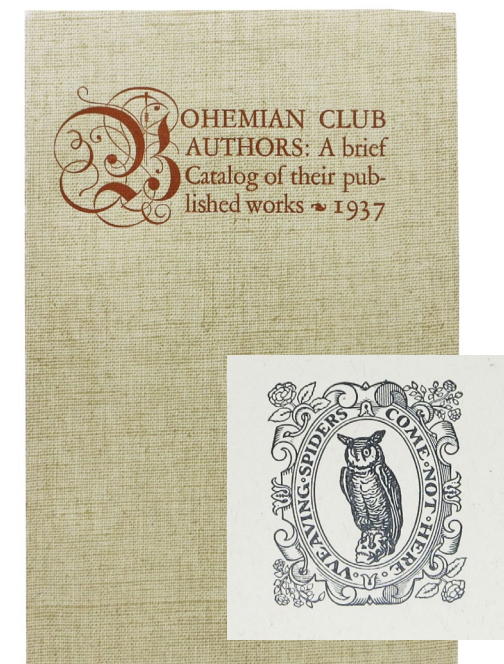 BOHEMIAN CLUB
AUTHORS: A brief
Catalog of their pub-
lished works ❧ 1937
WEAVING·SPIDERS COME·NOT·HERE·